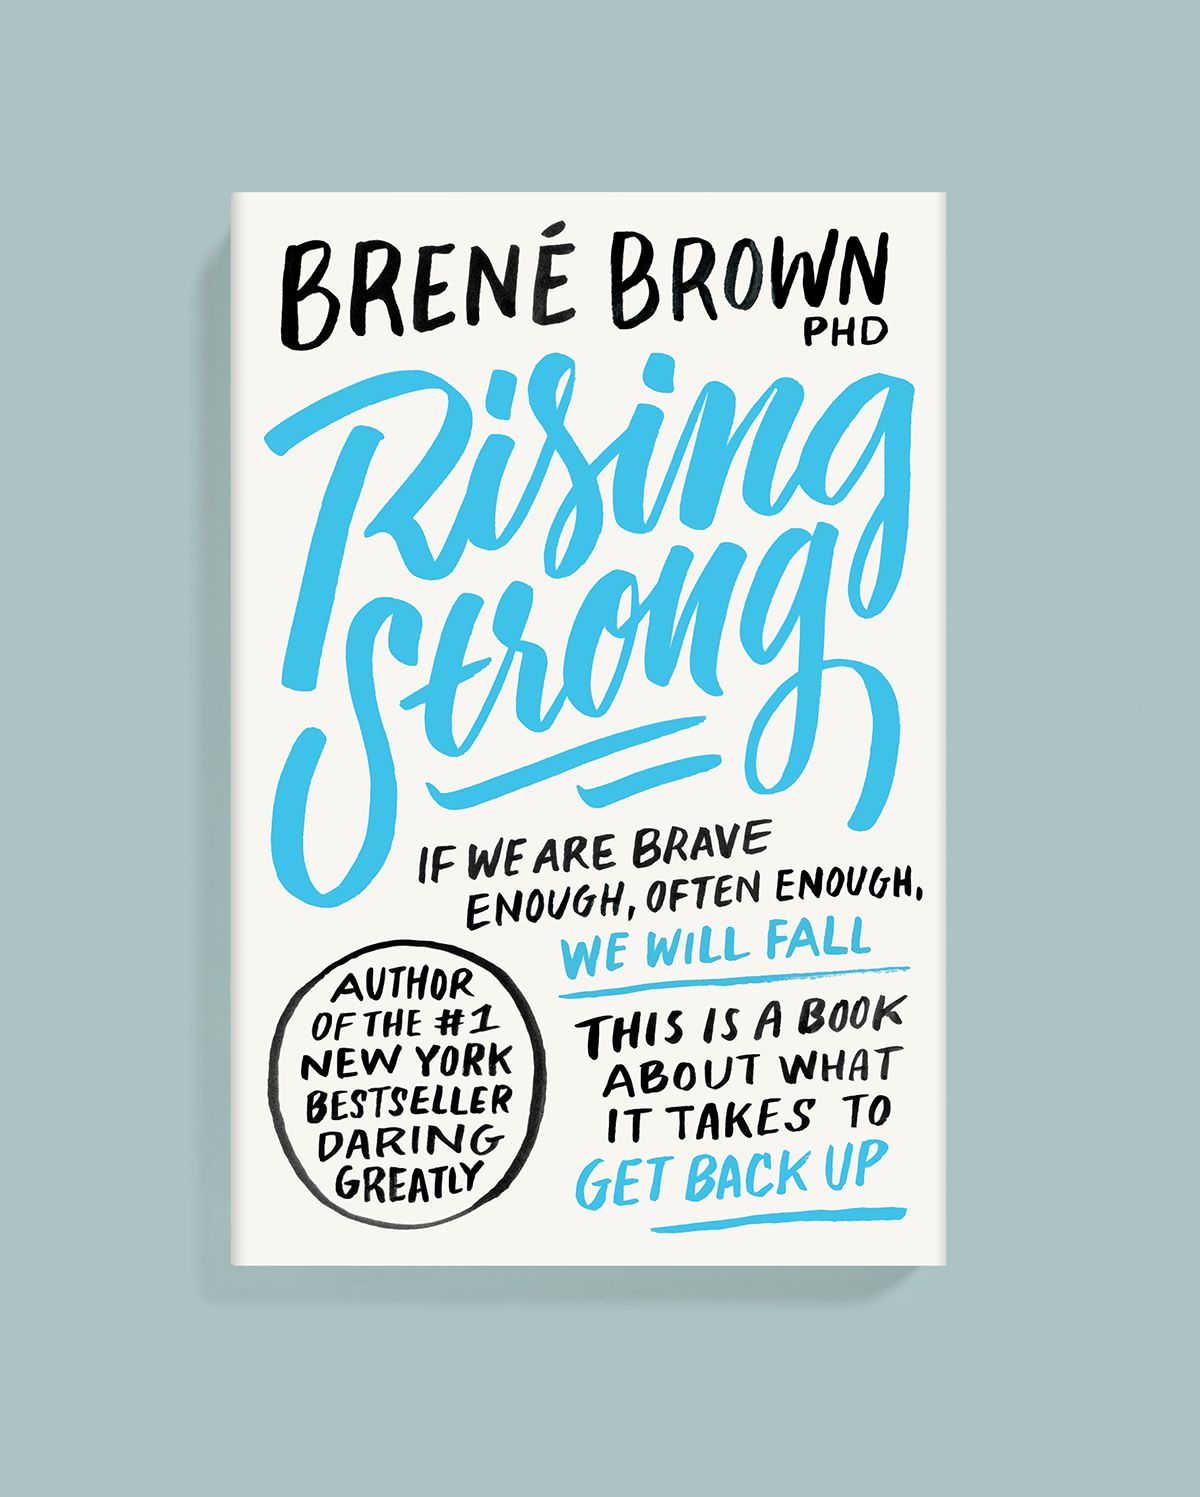 BRENÉ BROWN
PHD
Rising
Strong
IF WE ARE BRAVE
ENOUGH, OFTEN ENOUGH,
WE WILL FALL
THIS IS A BOOK
ABOUT WHAT
IT TAKES TO
GET BACK UP
AUTHOR
OF THE #1
NEW YORK
BESTSELLER
DARING
GREATLY